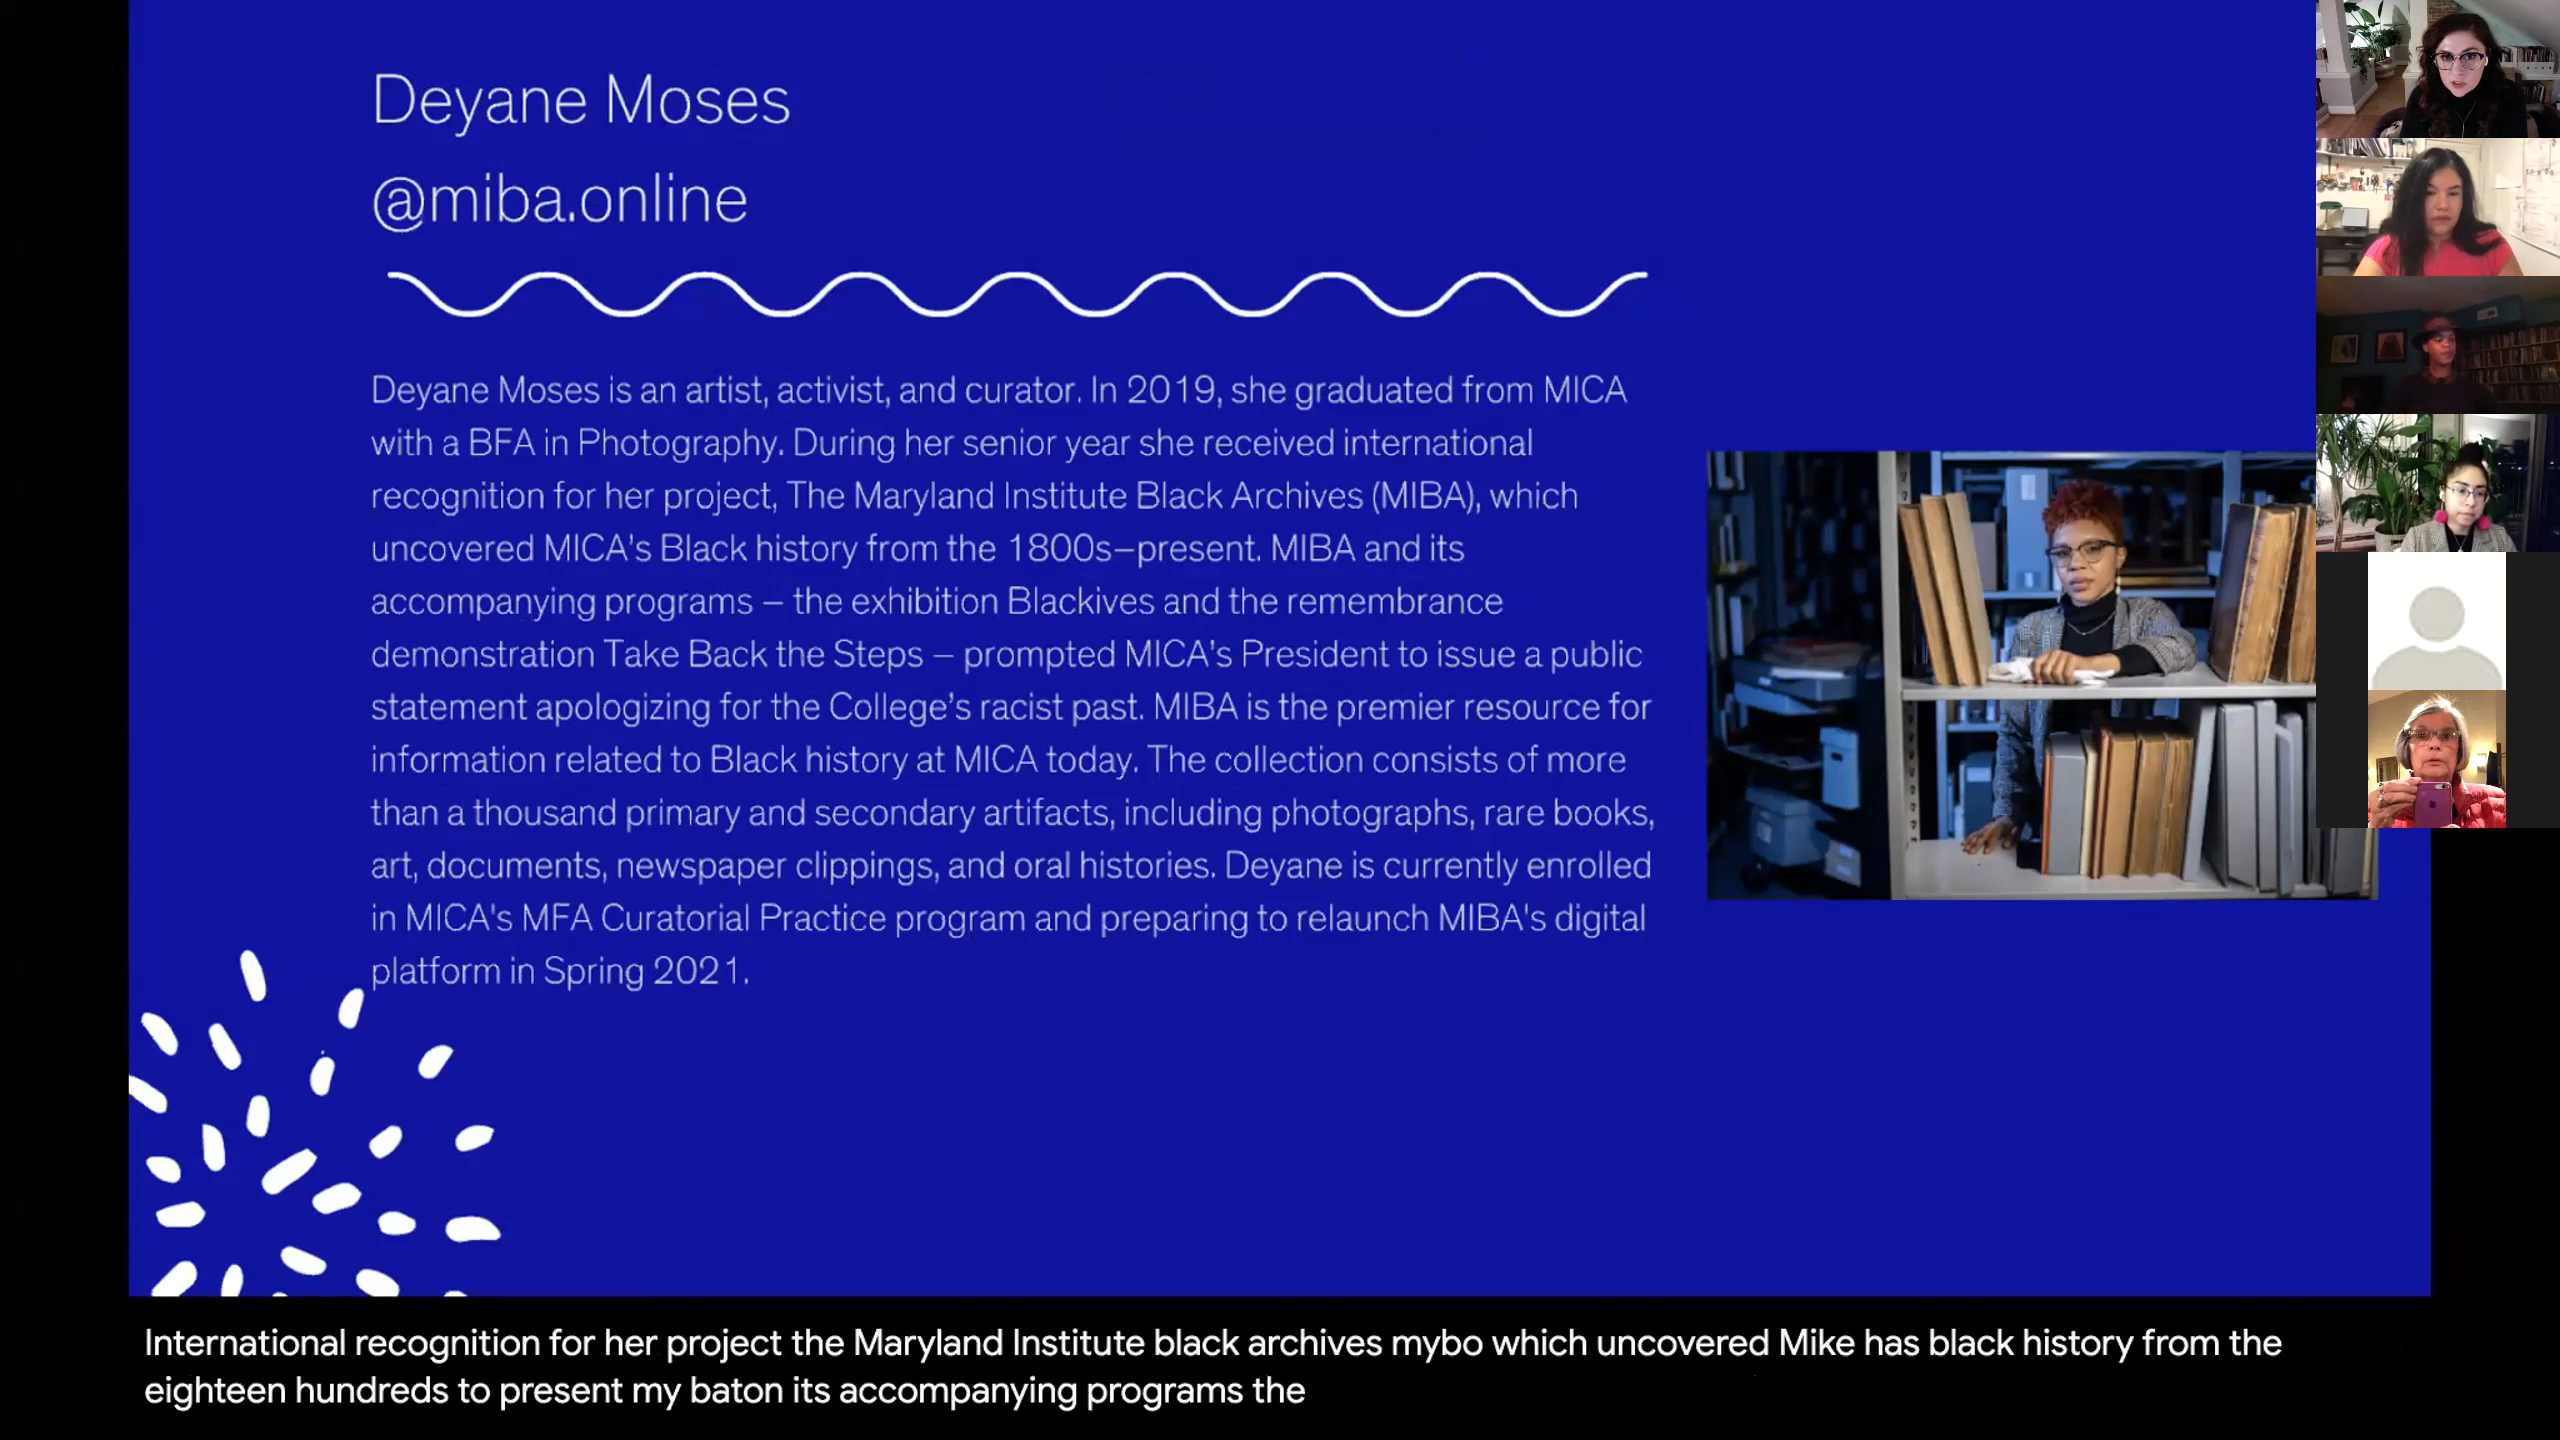 Deyane Moses
@miba.online
Deyane Moses is an artist, activist, and curator. In 2019, she graduated from MICA
with a BFA in Photography. During her senior year she received international
recognition for her project, The Maryland Institute Black Archives (MIBA), which
uncovered MICA's Black history from the 1800s–present. MIBA and its
accompanying programs – the exhibition Blackives and the remembrance
demonstration Take Back the Steps – prompted MICA's President to issue a public
statement apologizing for the College’s racist past. MIBA is the premier resource for
information related to Black history at MICA today. The collection consists of more
than a thousand primary and secondary artifacts, including photographs, rare books,
art, documents, newspaper clippings, and oral histories. Deyane is currently enrolled
in MICA's MFA Curatorial Practice program and preparing to relaunch MIBA's digital
platform in Spring 2021.
International recognition for her project the Maryland Institute black archives mybo which uncovered Mike has black history from the
eighteen hundreds to present my baton its accompanying programs the